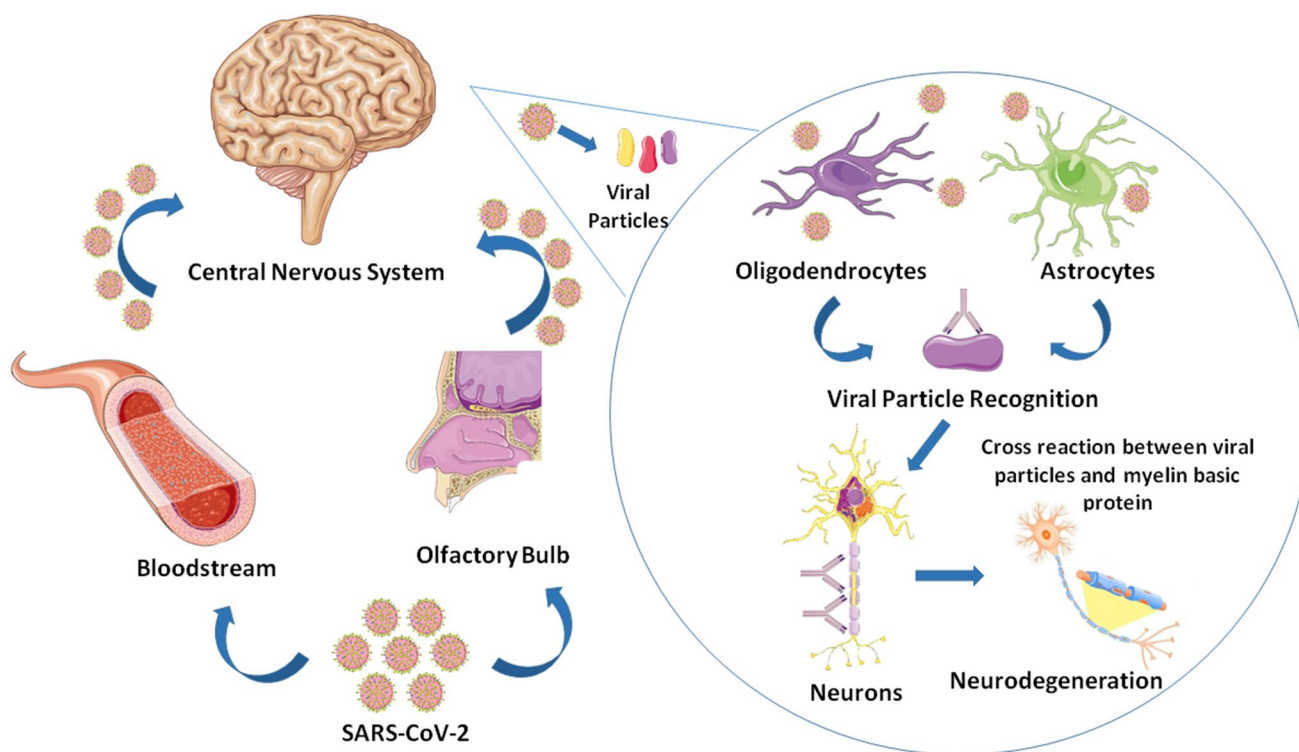 Central Nervous System
Bloodstream
Olfactory Bulb
SARS-CoV-2
Viral
Particles
Oligodendrocytes
Astrocytes
Viral Particle Recognition
Cross reaction between viral
particles and myelin basic
protein
Neurons
Neurodegeneration